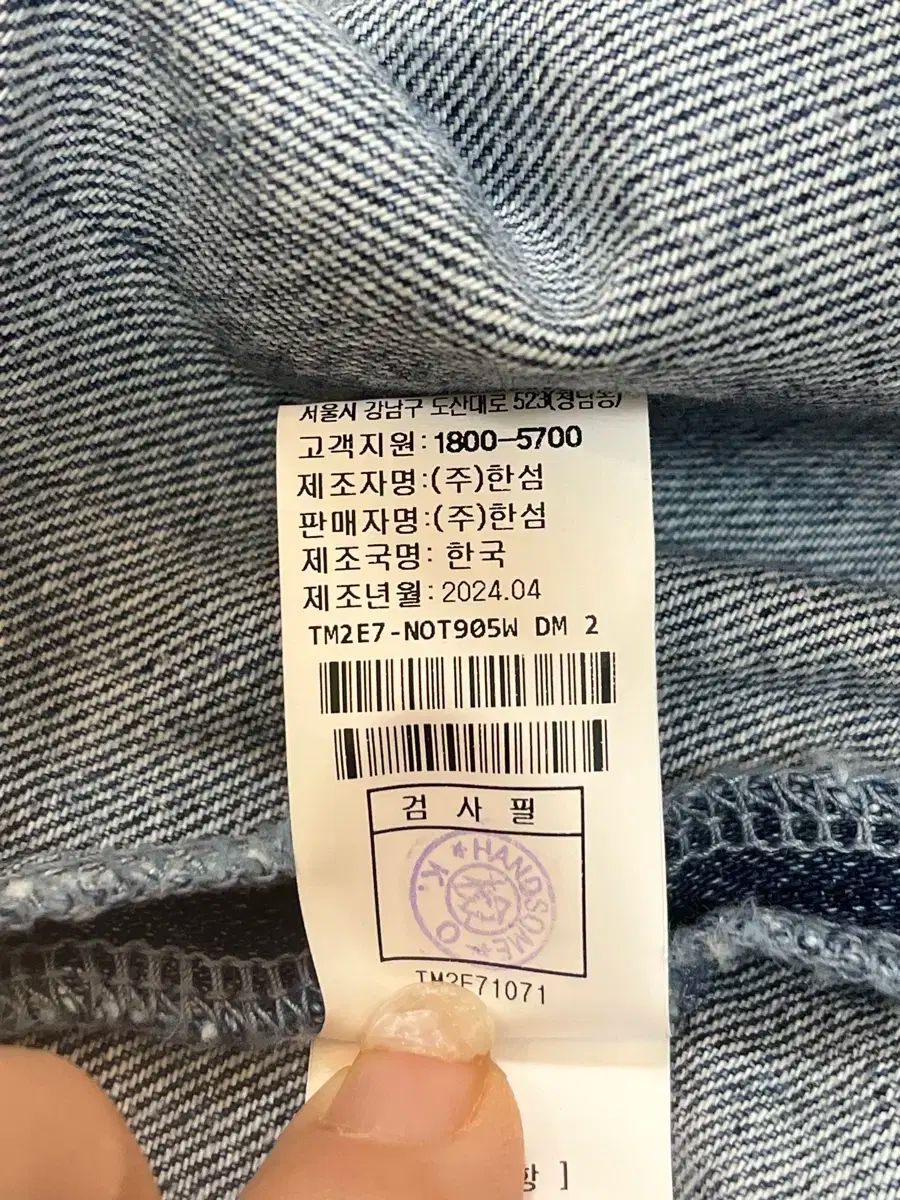 서울시 강남구 도산대로 523(청담동)
고객지원: 1800-5700
제조자명:(주)한섬
판매자명:(주)한섬
제조국명: 한국
제조년월: 2024.04
TM2E7-NOT905W DM 2
검 사 필
★ HANDSOME ★ O.K.
TM2E71071
]